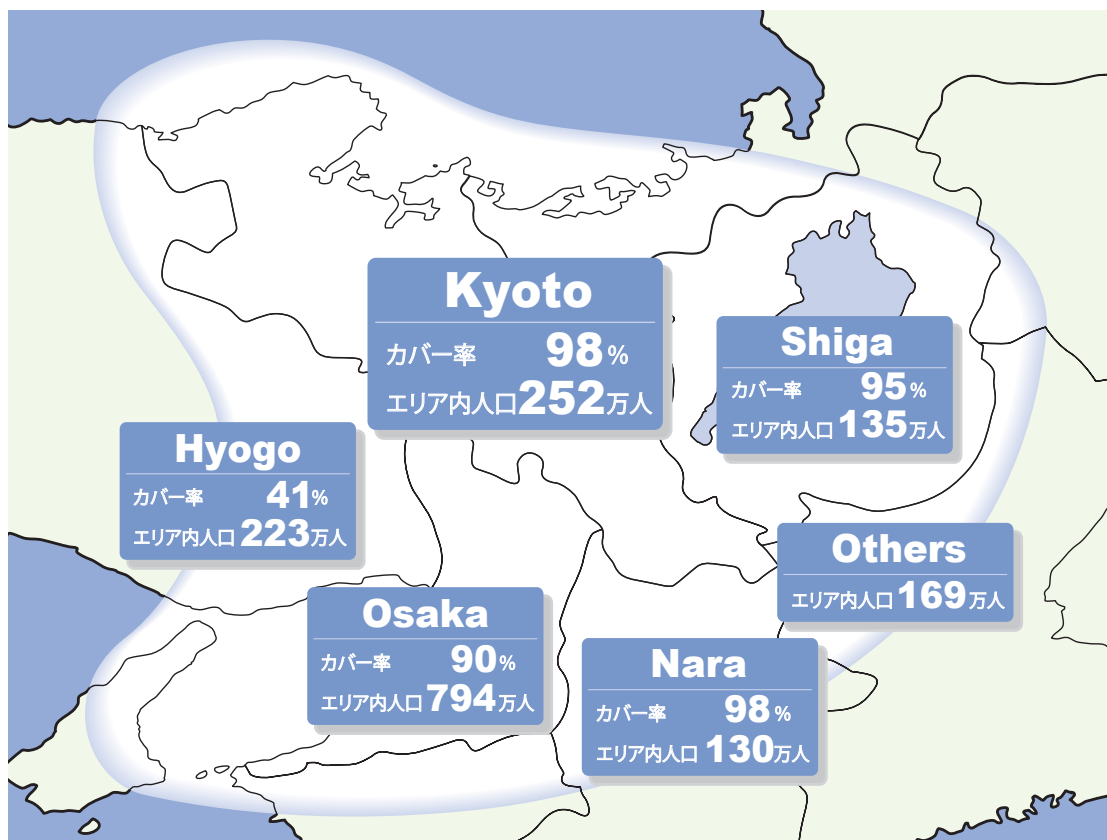 Kyoto
カバー率 98%
エリア内人口252万人
Shiga
カバー率 95%
エリア内人口135万人
Hyogo
カバー率 41%
エリア内人口223万人
Others
エリア内人口169万人
Osaka
カバー率 90%
エリア内人口794万人
Nara
カバー率 98%
エリア内人口130万人